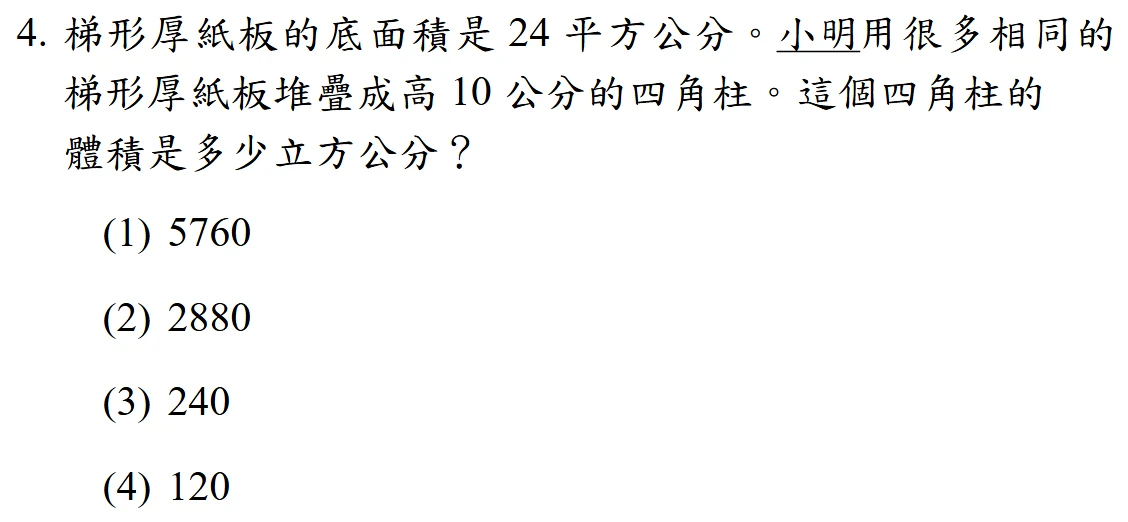 4. 梯形厚紙板的底面積是 24 平方公分。小明用很多相同的
梯形厚紙板堆疊成高 10 公分的四角柱。這個四角柱的
體積是多少立方公分？
(1) 5760
(2) 2880
(3) 240
(4) 120